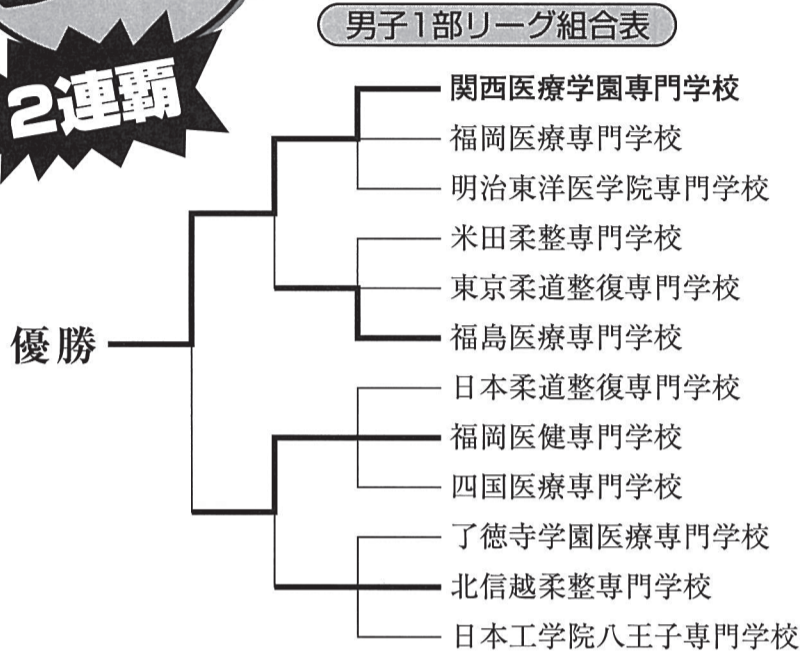 2連覇
男子1部リーグ組合表
関西医療学園専門学校
福岡医療専門学校
明治東洋医学院専門学校
米田柔整専門学校
東京柔道整復専門学校
優勝
福島医療専門学校
日本柔道整復専門学校
福岡医健専門学校
四国医療専門学校
了徳寺学園医療専門学校
北信越柔整専門学校
日本工学院八王子専門学校